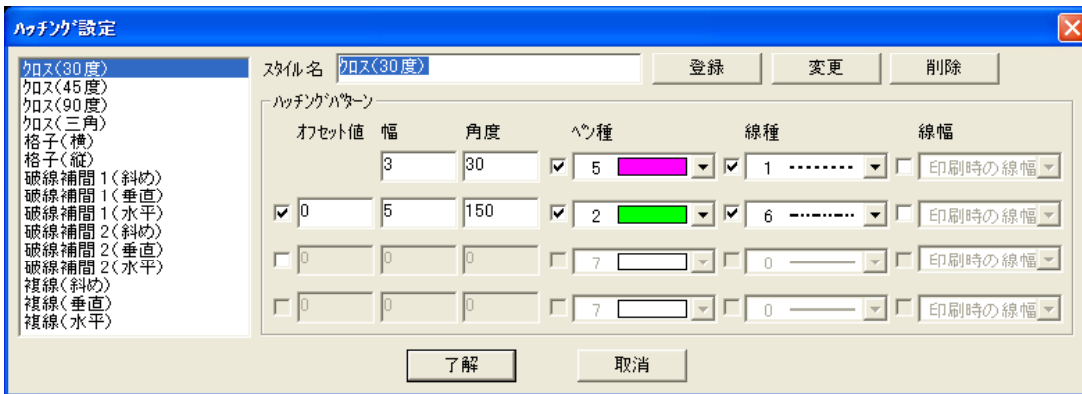 ﾊｯﾁﾝｸﾞ設定
ｸﾛｽ(30度)
ｸﾛｽ(45度)
ｸﾛｽ(90度)
ｸﾛｽ(三角)
格子(横)
格子(縦)
破線補間１(斜め)
破線補間１(垂直)
破線補間１(水平)
破線補間２(斜め)
破線補間２(垂直)
破線補間２(水平)
複線(斜め)
複線(垂直)
複線(水平)
ｽﾀｲﾙ名 ｸﾛｽ(30度) 登録 変更 削除
ﾊｯﾁﾝｸﾞﾊﾟﾀｰﾝ
ｵﾌｾｯﾄ値 幅 角度 ﾍﾟﾝ種 線種 線幅
3 30 5 1 印刷時の線幅
0 5 150 2 6 印刷時の線幅
0 0 0 7 0 印刷時の線幅
0 0 0 7 0 印刷時の線幅
了解 取消